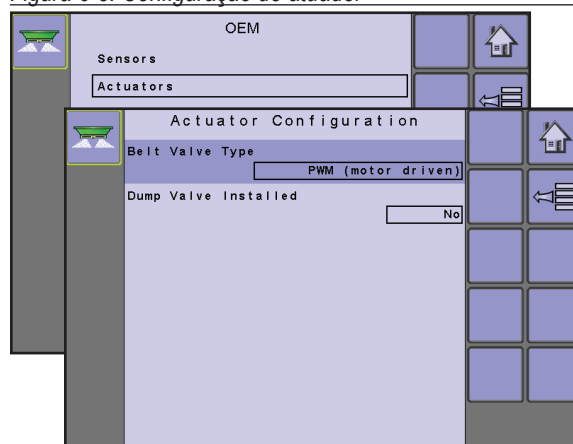 Figura 6-3. Configuração do atuador
OEM
Sensors
Actuators
Actuator Configuration
Belt Valve Type
PWM (motor driven)
Dump Valve Installed
No